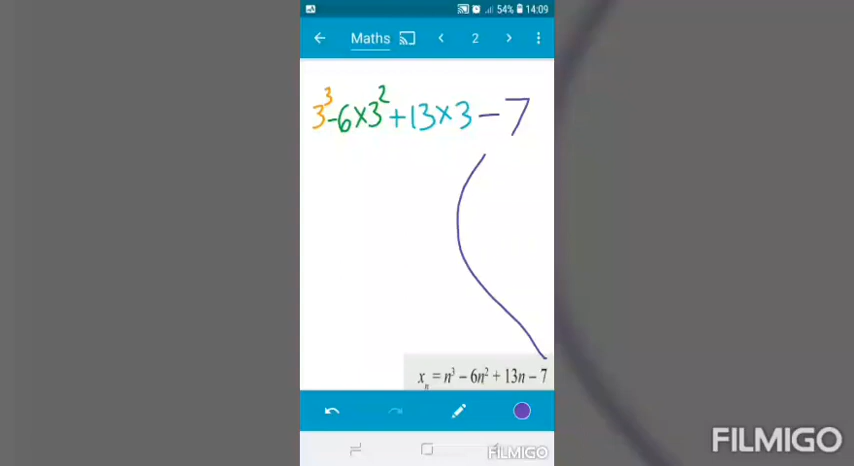 54% 14:09
Maths 2
3³-6×3²+13×3-7
xₙ = n³ − 6n² + 13n − 7
FILMIGO
FILMIGO